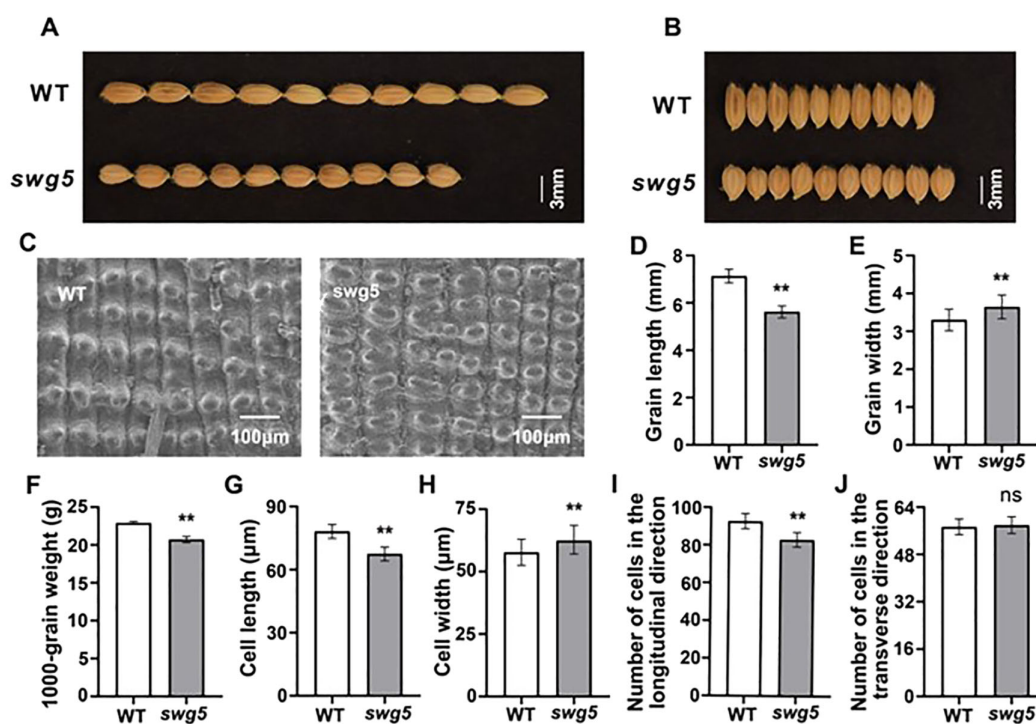 A
WT
swg5
3mm
B
WT
swg5
3mm
C
WT
100μm
swg5
100μm
D
Grain length (mm)
8
6
4
2
0
**
WT
swg5
E
Grain width (mm)
5
4
3
2
1
0
**
WT
swg5
F
1000-grain weight (g)
25
20
15
10
5
0
**
WT
swg5
G
Cell length (μm)
90
60
30
0
**
WT
swg5
H
Cell width (μm)
75
50
25
0
**
WT
swg5
I
Number of cells in the
longitudinal direction
100
80
60
40
20
0
**
WT
swg5
J
Number of cells in the
transverse direction
64
48
32
16
0
ns
WT
swg5